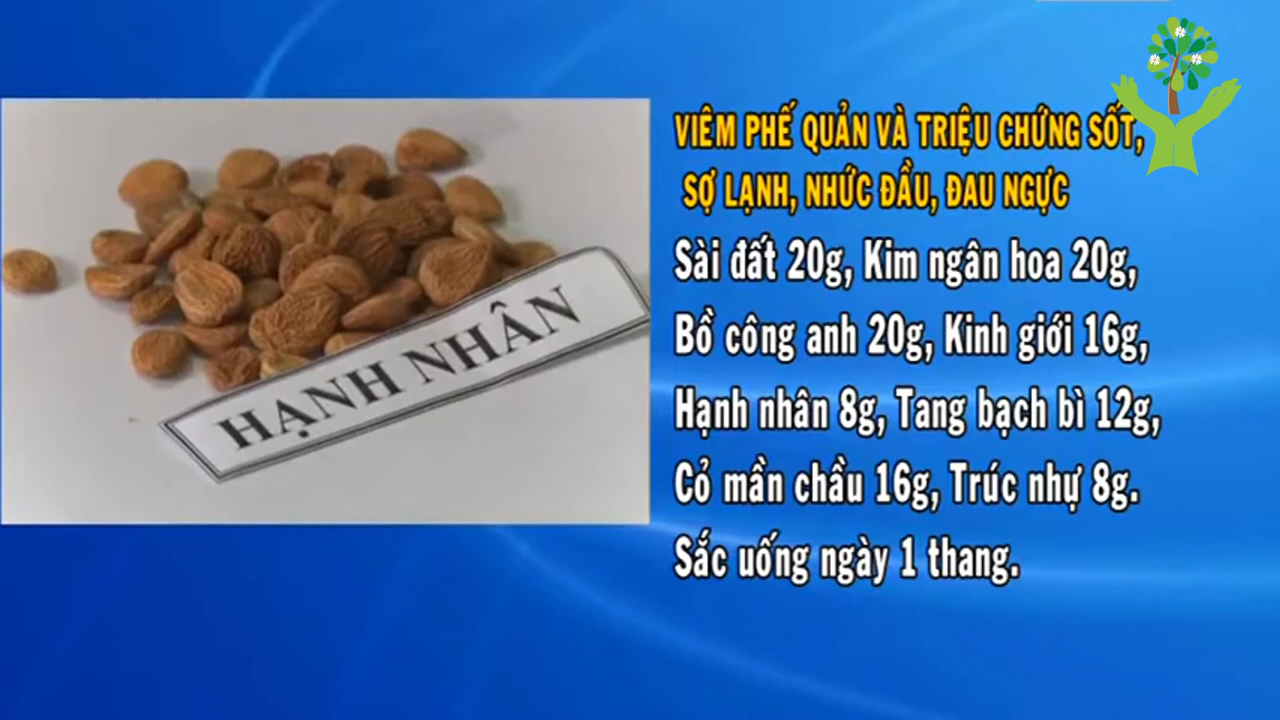 HẠNH NHÂN
VIÊM PHẾ QUẢN VÀ TRIỆU CHỨNG SỐT,
SỢ LẠNH, NHỨC ĐẦU, ĐAU NGỰC
Sài đất 20g, Kim ngân hoa 20g,
Bồ công anh 20g, Kinh giới 16g,
Hạnh nhân 8g, Tang bạch bì 12g,
Cỏ mần chầu 16g, Trúc nhự 8g.
Sắc uống ngày 1 thang.